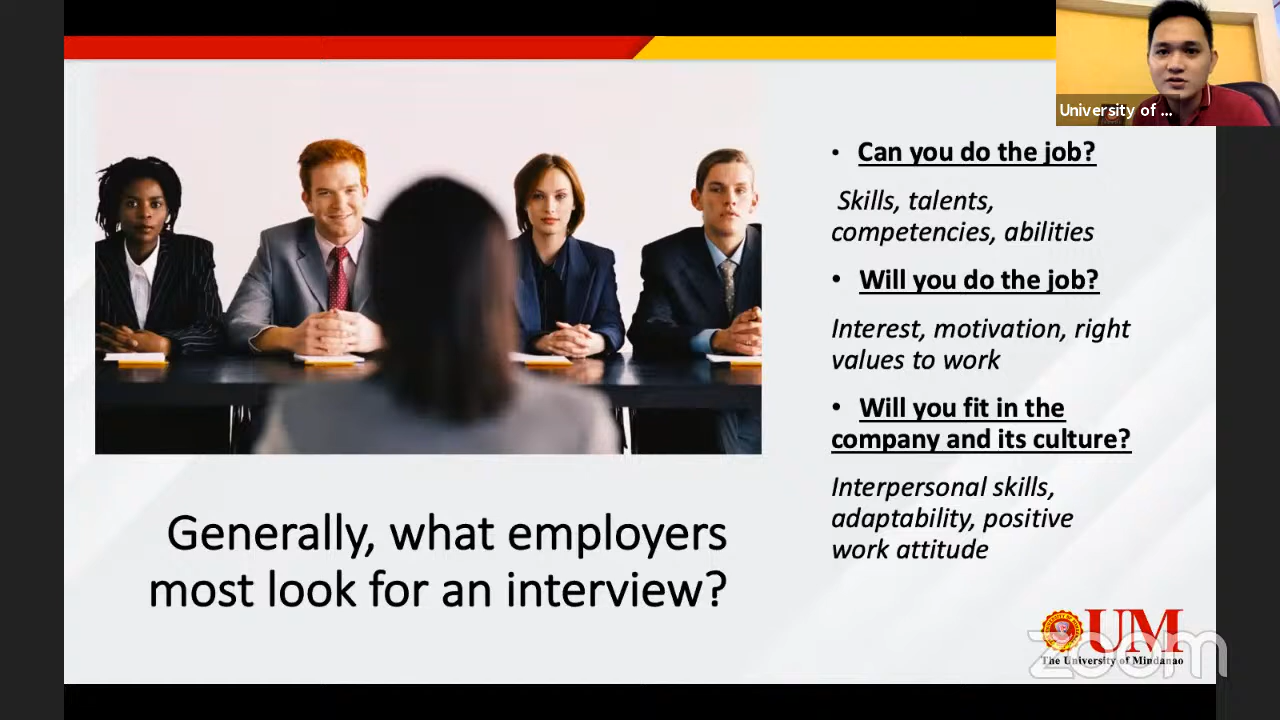 University of ...
• Can you do the job?
Skills, talents,
competencies, abilities
• Will you do the job?
Interest, motivation, right
values to work
• Will you fit in the
company and its culture?
Interpersonal skills,
adaptability, positive
work attitude
Generally, what employers
most look for an interview?
UM
The University of Mindanao
zoom